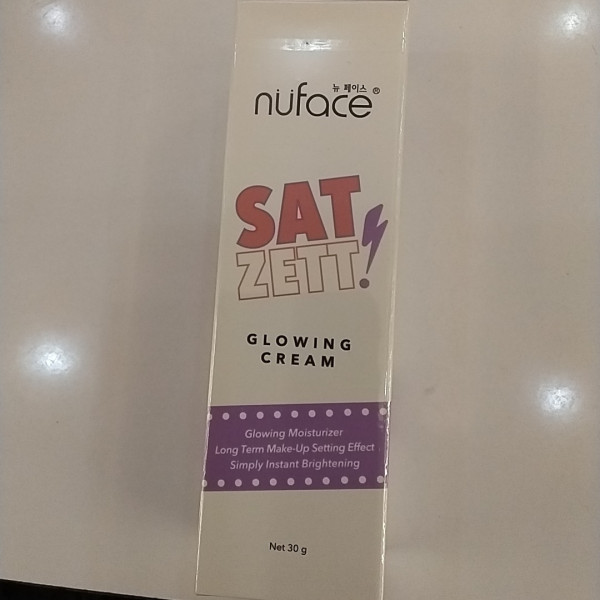 뉴 페이스
nüface®
SAT
ZETT!
GLOWING
CREAM
Glowing Moisturizer
Long Term Make-Up Setting Effect
Simply Instant Brightening
Net 30 g